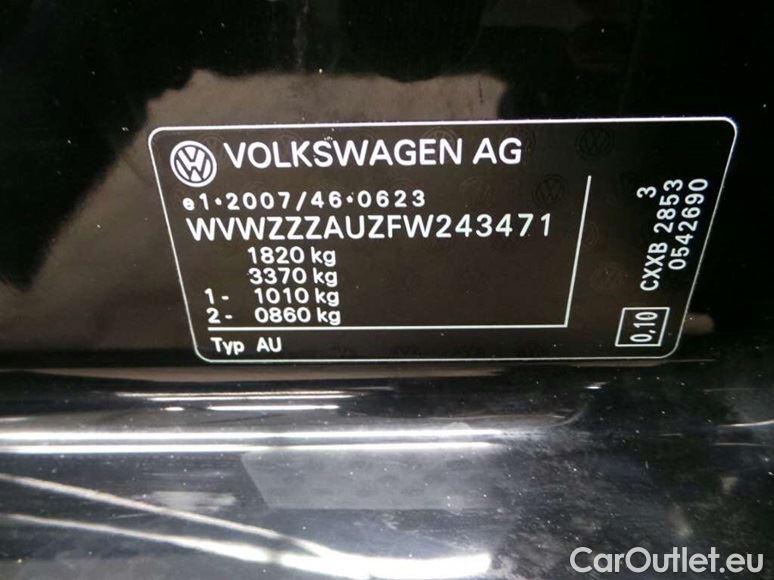 VOLKSWAGEN AG
e1*2007/46*0623
WVWZZZAUZFW243471
1820 kg
3370 kg
1- 1010 kg
2- 0860 kg
Typ AU
3
CXXB 2853
0542690
0,10
CarOutlet.eu